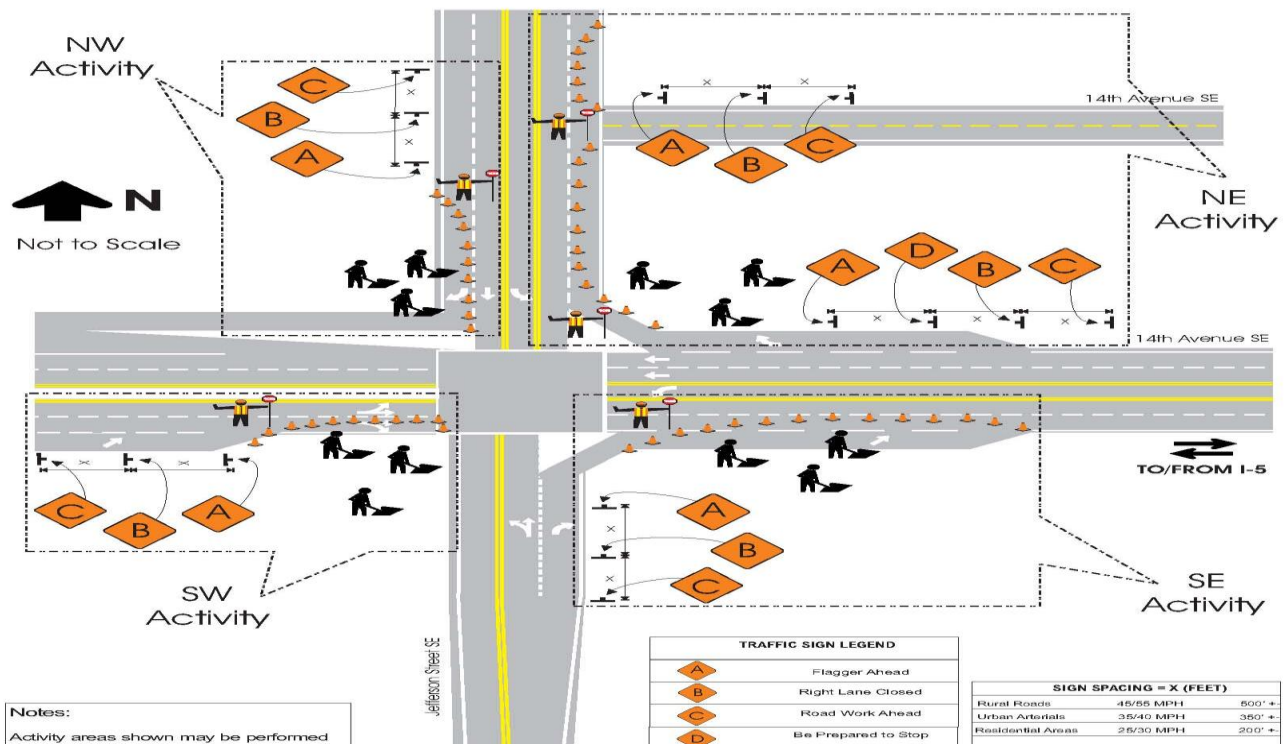 NW
Activity
C
B
A
N
Not to Scale
A
B
C
14th Avenue SE
NE
Activity
A
D
B
C
14th Avenue SE
X
X
X
X
X
X
X
X
X
X
X
TO/FROM I-5
C
B
A
SW
Activity
A
B
C
SE
Activity
Jefferson Street SE
Notes:
Activity areas shown may be performed
TRAFFIC SIGN LEGEND
A Flagger Ahead
B Right Lane Closed
C Road Work Ahead
D Be Prepared to Stop
SIGN SPACING = X (FEET)
Rural Roads 45/55 MPH 500' +-
Urban Arterials 35/40 MPH 350' +-
Residential Areas 25/30 MPH 200' +-